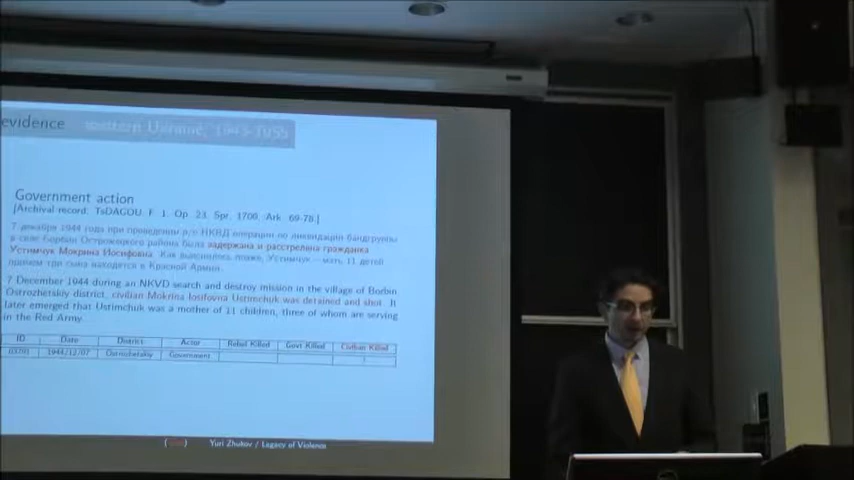 evidence western Ukraine, 1943-1955
Government action
[Archival record: TsDAGOU F. 1. Op. 23. Spr. 1700. Ark. 69-78.]
7 декабря 1944 года при проведении р/с НКВД операции по ликвидации бандгруппы
в селе Борбин Острожецкого района была задержана и расстреляна гражданка
Устимчук Мокрина Иосифовна. Как выяснилось позже, Устимчук – мать, 11 детей
причем три сына находятся в Красной Армии.
7 December 1944 during an NKVD search and destroy mission in the village of Borbin
Ostrozhetskiy district, civilian Mokrina Iosifovna Ustimchuk was detained and shot. It
later emerged that Ustimchuk was a mother of 11 children, three of whom are serving
in the Red Army.
ID Date District Actor Rebel Killed Govt Killed Civilian Killed
1944/12/07 Ostrozhetskiy Government
Yuri Zhukov / Legacy of Violence